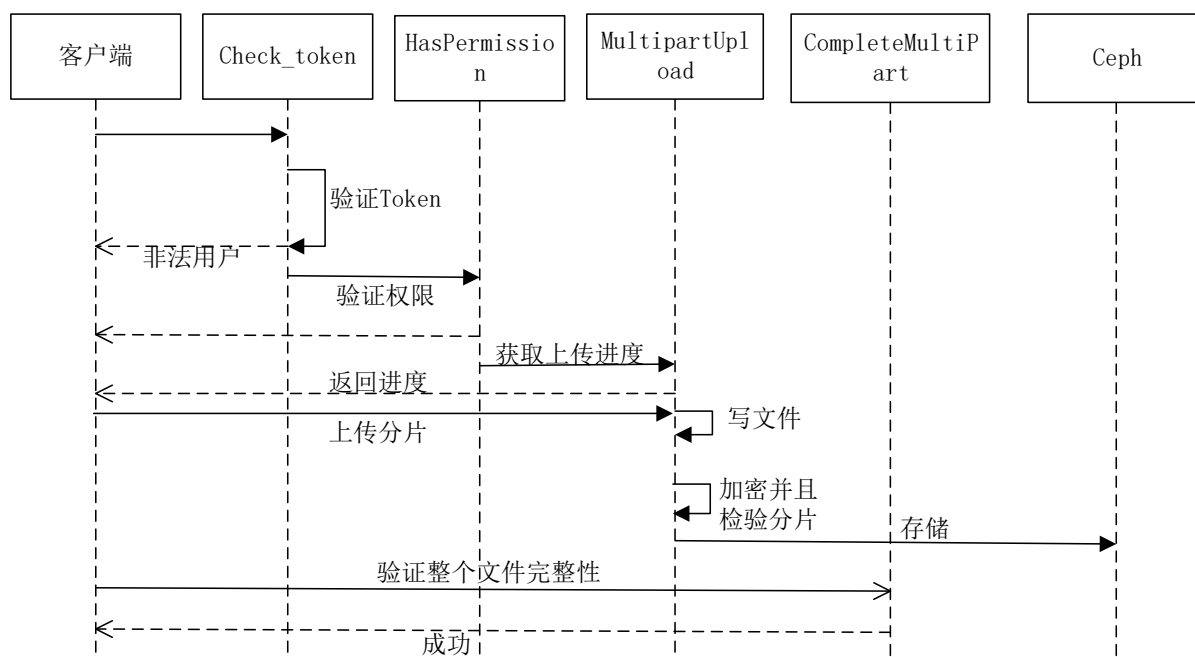 客户端
Check_token
HasPermissio
n
MultipartUpl
oad
CompleteMultiP
art
Ceph
验证Token
非法用户
验证权限
获取上传进度
返回进度
上传分片
写文件
加密并且
检验分片
存储
验证整个文件完整性
成功